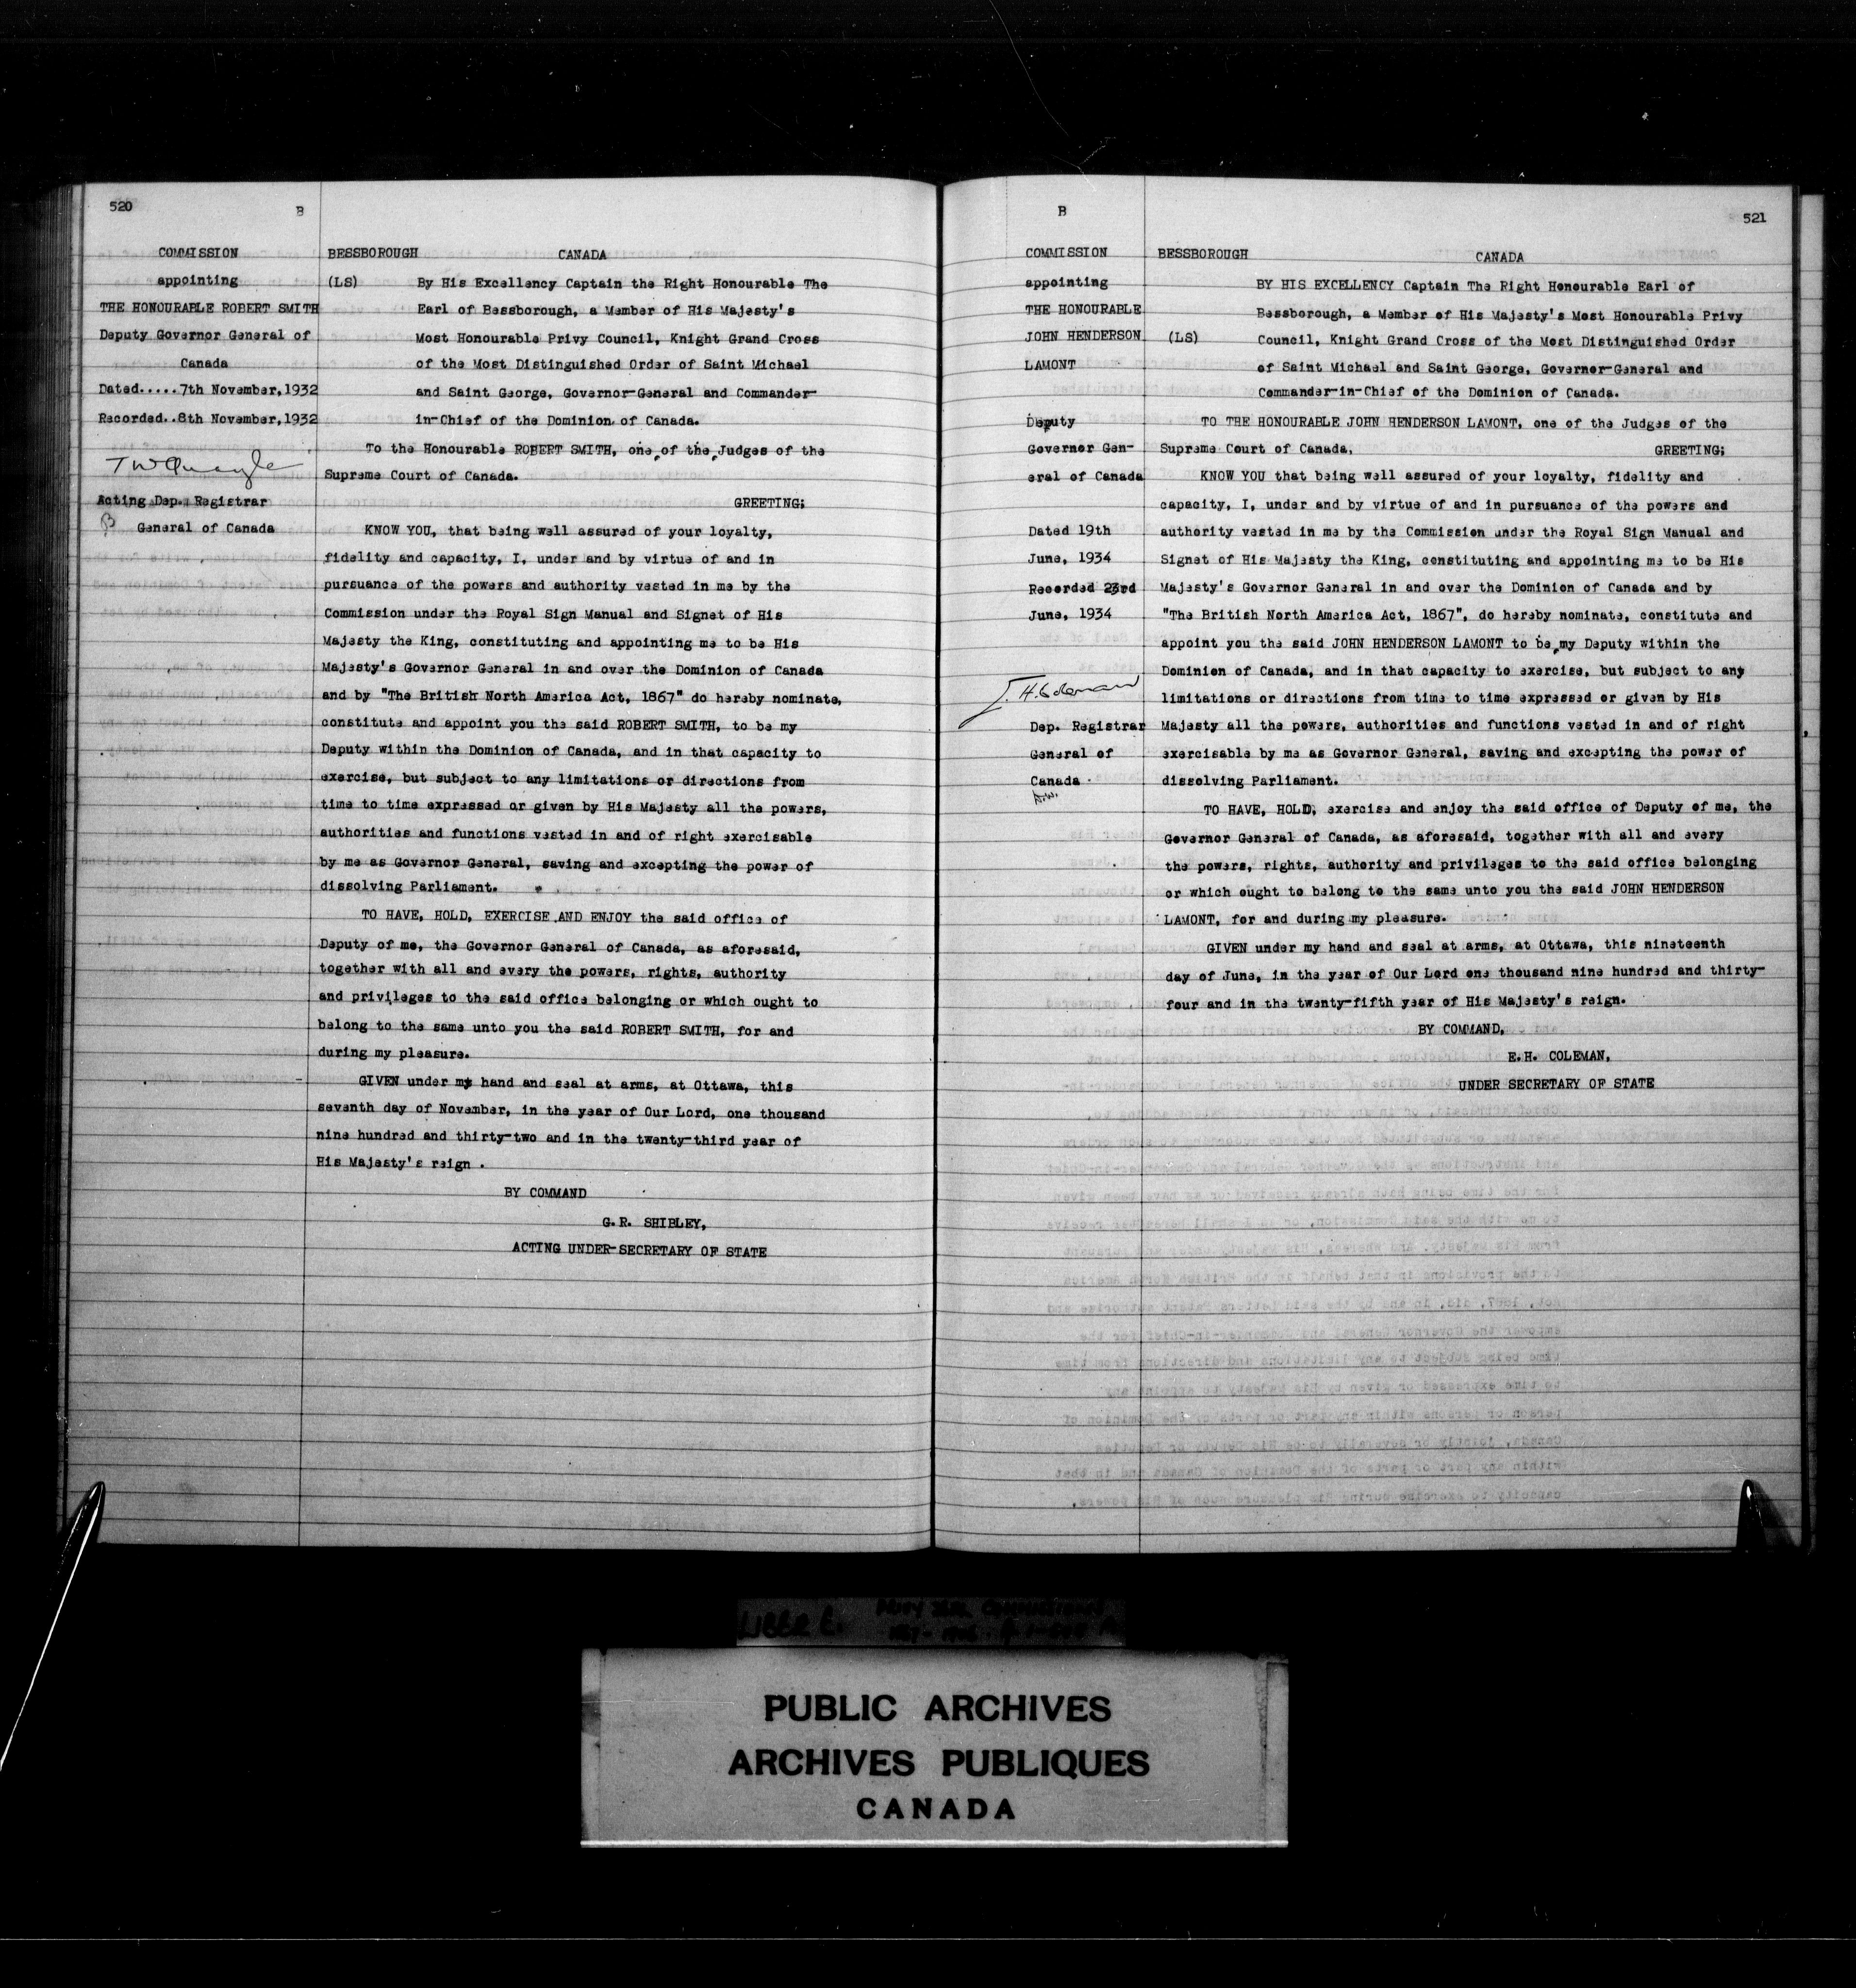 520
B
COMMISSION
appointing
THE HONOURABLE ROBERT SMITH
Deputy Governor General of
Canada
Dated.....7th November,1932
Recorded..8th November,1932
Acting Dep. Registrar
General of Canada
BESSBOROUGH CANADA
(LS) By His Excellency Captain the Right Honourable The
Earl of Bessborough, a Member of His Majesty's
Most Honourable Privy Council, Knight Grand Cross
of the Most Distinguished Order of Saint Michael
and Saint George, Governor-General and Commander-
in-Chief of the Dominion of Canada.
To the Honourable ROBERT SMITH, one of the Judges of the
Supreme Court of Canada.
GREETING;
KNOW YOU, that being well assured of your loyalty,
fidelity and capacity, I, under and by virtue of and in
pursuance of the powers and authority vested in me by the
Commission under the Royal Sign Manual and Signet of His
Majesty the King, constituting and appointing me to be His
Majesty's Governor General in and over the Dominion of Canada
and by "The British North America Act, 1867" do hereby nominate,
constitute and appoint you the said ROBERT SMITH, to be my
Deputy within the Dominion of Canada, and in that capacity to
exercise, but subject to any limitations or directions from
time to time expressed or given by His Majesty all the powers,
authorities and functions vested in and of right exercisable
by me as Governor General, saving and excepting the power of
dissolving Parliament.
TO HAVE, HOLD, EXERCISE AND ENJOY the said office of
Deputy of me, the Governor General of Canada, as aforesaid,
together with all and every the powers, rights, authority
and privileges to the said office belonging or which ought to
belong to the same unto you the said ROBERT SMITH, for and
during my pleasure.
GIVEN under my hand and seal at arms, at Ottawa, this
seventh day of November, in the year of Our Lord, one thousand
nine hundred and thirty-two and in the twenty-third year of
His Majesty's reign .
BY COMMAND
G.R. SHIBLEY,
ACTING UNDER-SECRETARY OF STATE
B
521
COMMISSION
appointing
THE HONOURABLE
JOHN HENDERSON
LAMONT
Deputy
Governor Gen-
eral of Canada
Dated 19th
June, 1934
Recorded 23rd
June, 1934
E.H. Coleman
Dep. Registrar
General of
Canada
BESSBOROUGH
CANADA
BY HIS EXCELLENCY Captain The Right Honourable Earl of
Bessborough, a Member of His Majesty's Most Honourable Privy
(LS) Council, Knight Grand Cross of the Most Distinguished Order
of Saint Michael and Saint George, Governor-General and
Commander-in-Chief of the Dominion of Canada.
TO THE HONOURABLE JOHN HENDERSON LAMONT, one of the Judges of the
Supreme Court of Canada, GREETING;
KNOW YOU that being well assured of your loyalty, fidelity and
capacity, I, under and by virtue of and in pursuance of the powers and
authority vested in me by the Commission under the Royal Sign Manual and
Signet of His Majesty the King, constituting and appointing me to be His
Majesty's Governor General in and over the Dominion of Canada and by
"The British North America Act, 1867", do hereby nominate, constitute and
appoint you the said JOHN HENDERSON LAMONT to be my Deputy within the
Dominion of Canada, and in that capacity to exercise, but subject to any
limitations or directions from time to time expressed or given by His
Majesty all the powers, authorities and functions vested in and of right
exercisable by me as Governor General, saving and excepting the power of
dissolving Parliament.
TO HAVE, HOLD, exercise and enjoy the said office of Deputy of me, the
Governor General of Canada, as aforesaid, together with all and every
the powers, rights, authority and privileges to the said office belonging
or which ought to belong to the same unto you the said JOHN HENDERSON
LAMONT, for and during my pleasure.
GIVEN under my hand and seal at arms, at Ottawa, this nineteenth
day of June, in the year of Our Lord one thousand nine hundred and thirty-
four and in the twenty-fifth year of His Majesty's reign.
BY COMMAND,
E.H. COLEMAN,
UNDER SECRETARY OF STATE
LIBER E.
PUBLIC ARCHIVES
ARCHIVES PUBLIQUES
CANADA